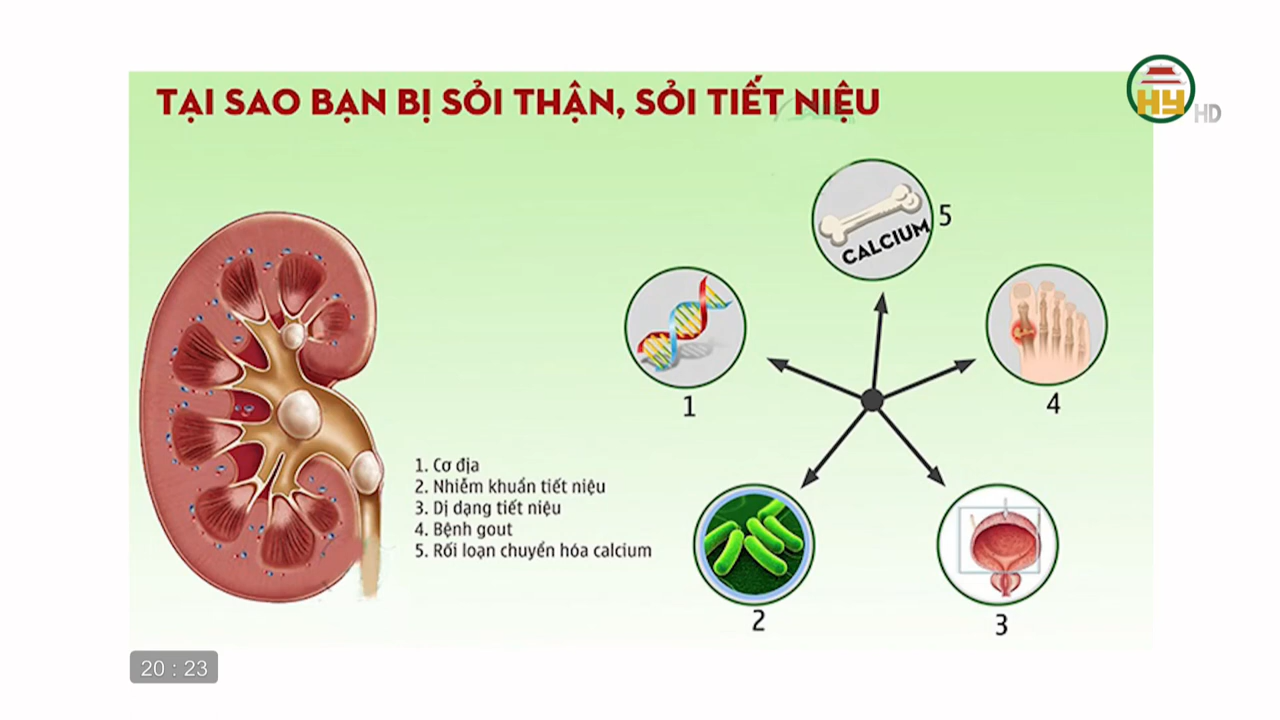 TẠI SAO BẠN BỊ SỎI THẬN, SỎI TIẾT NIỆU
HY HD
CALCIUM
5
1
4
1. Cơ địa
2. Nhiễm khuẩn tiết niệu
3. Dị dạng tiết niệu
4. Bệnh gout
5. Rối loạn chuyển hóa calcium
2
3
20 : 23